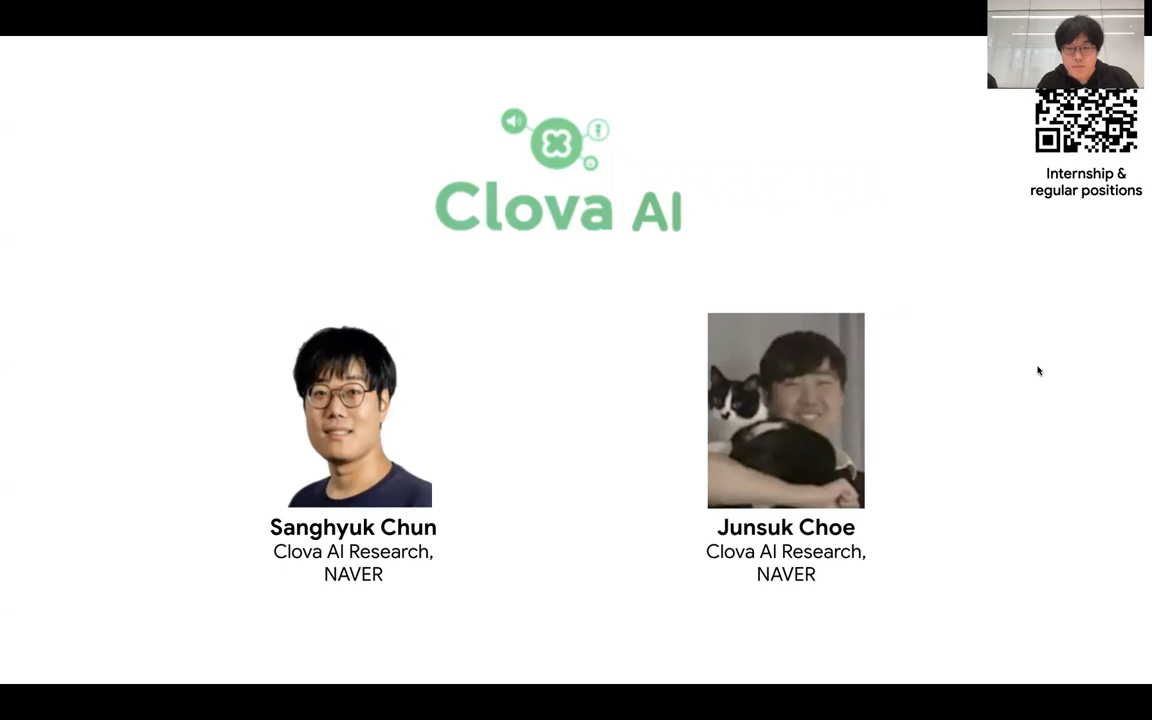 Clova AI
Internship &
regular positions
Sanghyuk Chun
Clova AI Research,
NAVER
Junsuk Choe
Clova AI Research,
NAVER